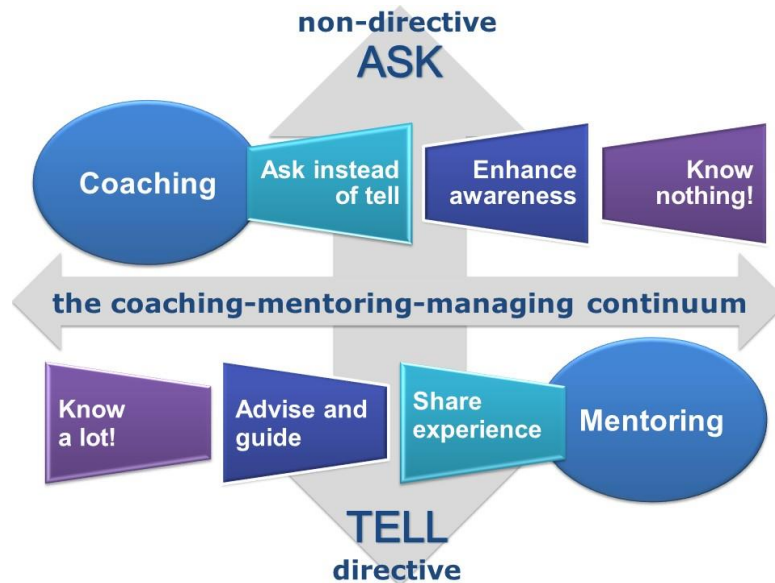 non-directive
ASK
Coaching
Ask instead
of tell
Enhance
awareness
Know
nothing!
the coaching-mentoring-managing continuum
Know
a lot!
Advise and
guide
Share
experience
Mentoring
TELL
directive